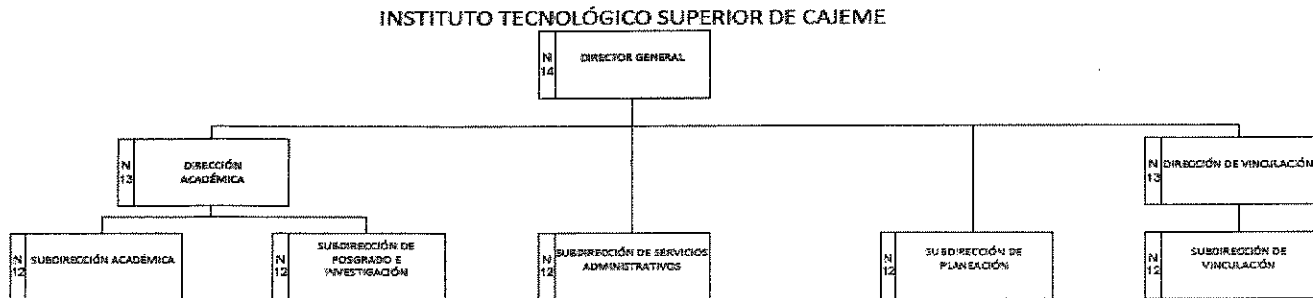 INSTITUTO TECNOLÓGICO SUPERIOR DE CAJEME
N
14
DIRECTOR GENERAL
N
13
DIRECCIÓN
ACADÉMICA
N
13
DIRECCIÓN DE VINCULACIÓN
N
12
SUBDIRECCIÓN ACADÉMICA
N
12
SUBDIRECCIÓN DE
POSGRADO E
INVESTIGACIÓN
N
12
SUBDIRECCIÓN DE SERVICIOS
ADMINISTRATIVOS
N
12
SUBDIRECCIÓN DE
PLANEACIÓN
N
12
SUBDIRECCIÓN DE
VINCULACIÓN